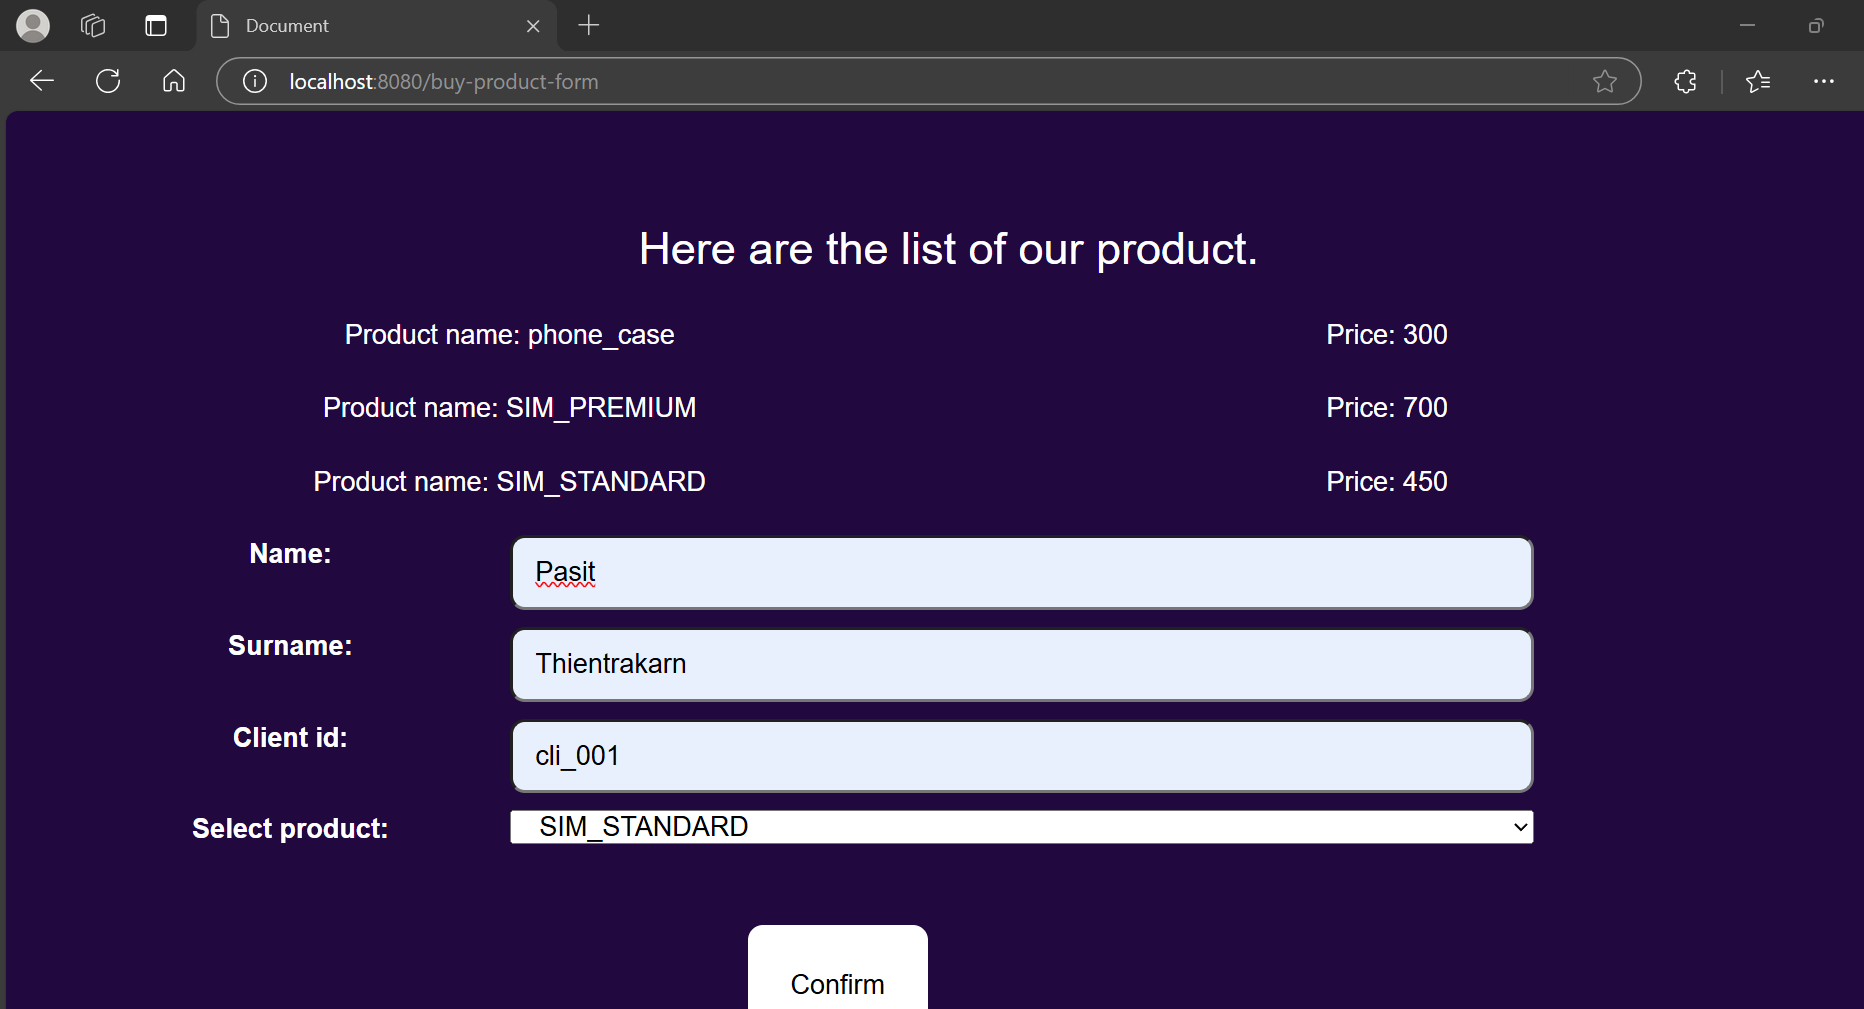 Document
localhost:8080/buy-product-form
Here are the list of our product.
Product name: phone_case Price: 300
Product name: SIM_PREMIUM Price: 700
Product name: SIM_STANDARD Price: 450
Name: Pasit
Surname: Thientrakarn
Client id: cli_001
Select product: SIM_STANDARD
Confirm